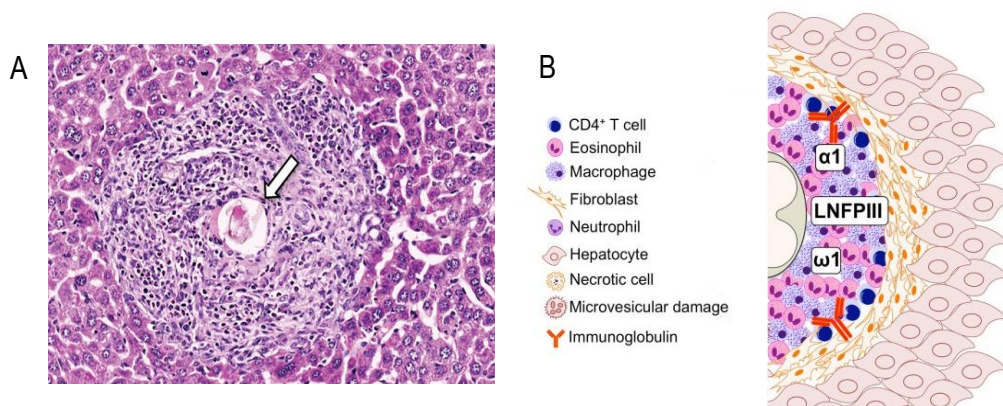 A
B
CD4⁺ T cell
Eosinophil
Macrophage
Fibroblast
Neutrophil
Hepatocyte
Necrotic cell
Microvesicular damage
Immunoglobulin
α1
LNFPIII
ω1